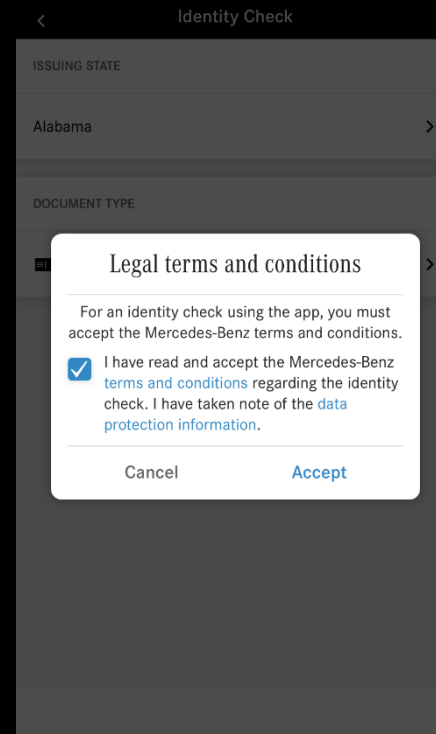 Identity Check
ISSUING STATE
Alabama
DOCUMENT TYPE
Legal terms and conditions
For an identity check using the app, you must
accept the Mercedes-Benz terms and conditions.
I have read and accept the Mercedes-Benz
terms and conditions regarding the identity
check. I have taken note of the data
protection information.
Cancel
Accept